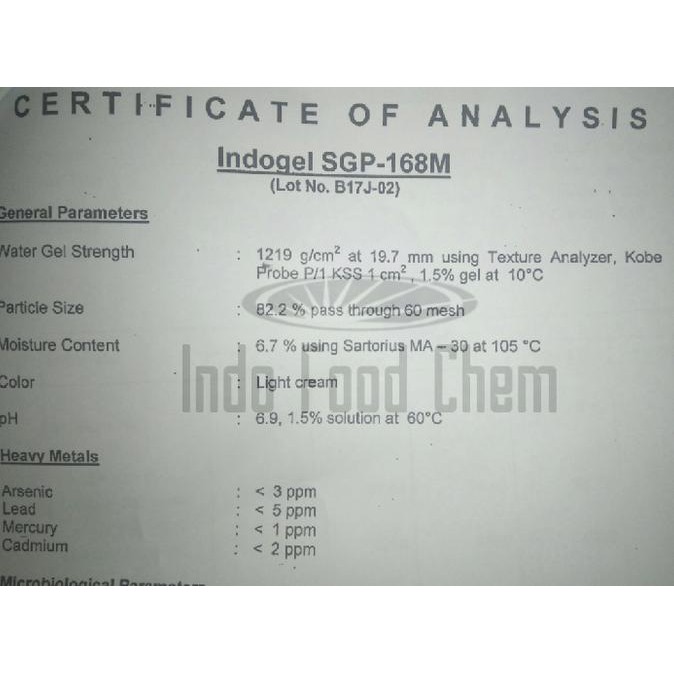 CERTIFICATE OF ANALYSIS
Indogel SGP-168M
(Lot No. B17J-02)
General Parameters
Water Gel Strength : 1219 g/cm² at 19.7 mm using Texture Analyzer, Kobe
Probe P/1 KSS 1 cm², 1.5% gel at 10°C
Particle Size : 82.2 % pass through 60 mesh
Moisture Content : 6.7 % using Sartorius MA – 30 at 105 °C
Indo Food Chem
Color : Light cream
pH : 6.9, 1.5% solution at 60°C
Heavy Metals
Arsenic : < 3 ppm
Lead : < 5 ppm
Mercury : < 1 ppm
Cadmium : < 2 ppm
Microbiological Parameters